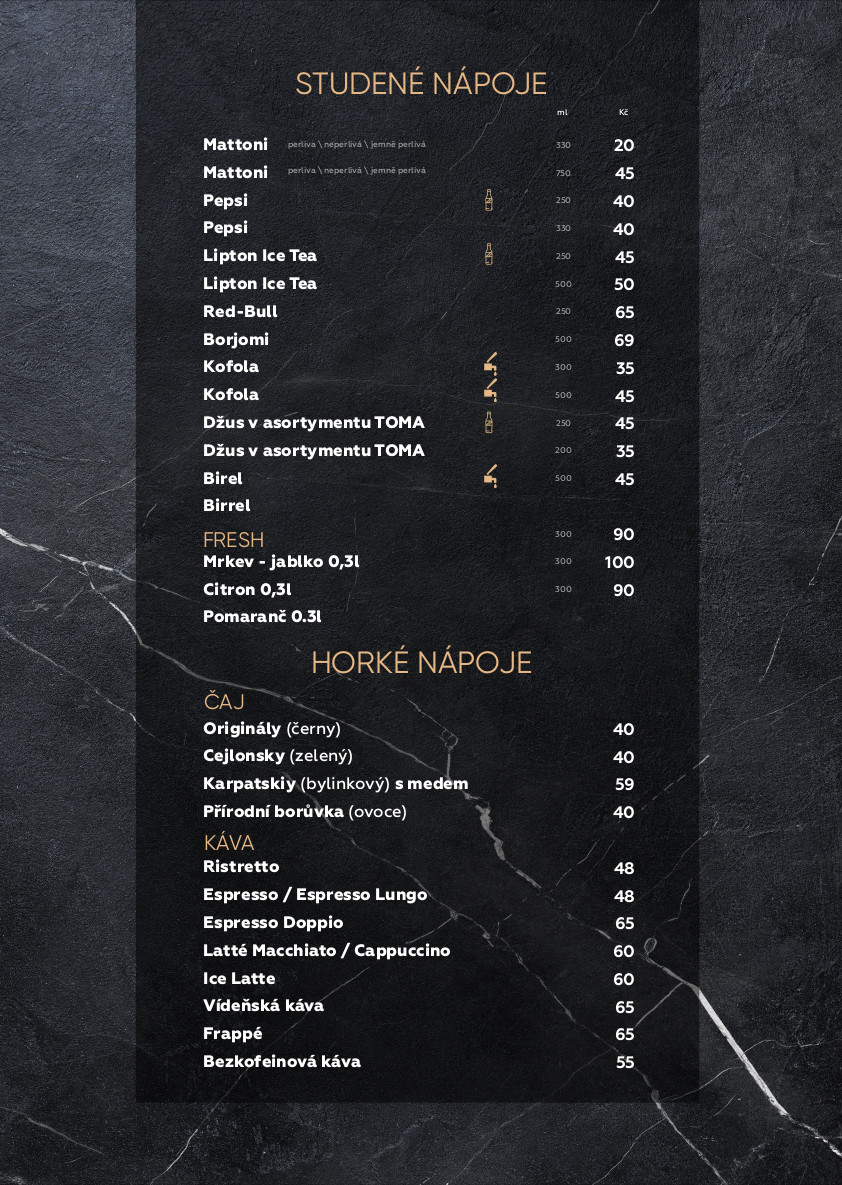 STUDENÉ NÁPOJE
ml Kč
Mattoni perlivá \ neperlivá \ jemně perlivá 330 20
Mattoni perlivá \ neperlivá \ jemně perlivá 750 45
Pepsi 250 40
Pepsi 330 40
Lipton Ice Tea 250 45
Lipton Ice Tea 500 50
Red-Bull 250 65
Borjomi 500 69
Kofola 300 35
Kofola 500 45
Džus v asortymentu TOMA 250 45
Džus v asortymentu TOMA 200 35
Birel 500 45
Birrel
FRESH 300 90
Mrkev - jablko 0,3l 300 100
Citron 0,3l 300 90
Pomaranč 0.3l
HORKÉ NÁPOJE
ČAJ
Originály (černy) 40
Cejlonsky (zelený) 40
Karpatskiy (bylinkový) s medem 59
Přírodní borůvka (ovoce) 40
KÁVA
Ristretto 48
Espresso / Espresso Lungo 48
Espresso Doppio 65
Latté Macchiato / Cappuccino 60
Ice Latte 60
Vídeňská káva 65
Frappé 65
Bezkofeinová káva 55